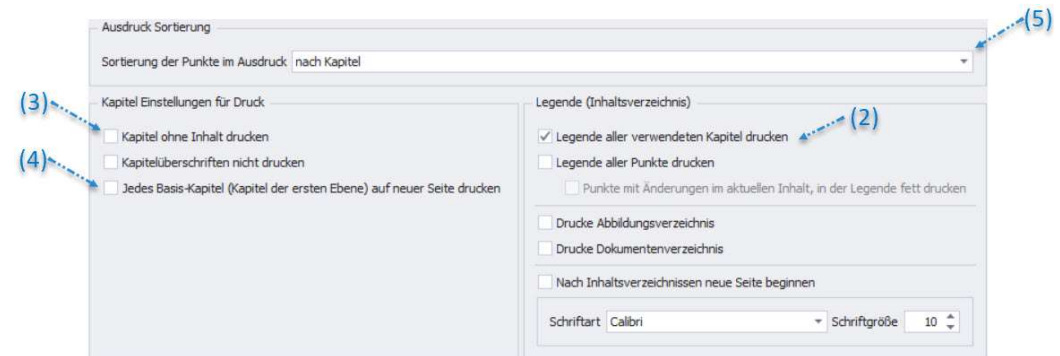 Ausdruck Sortierung
(5)
Sortierung der Punkte im Ausdruck nach Kapitel
Kapitel Einstellungen für Druck
(3)
Kapitel ohne Inhalt drucken
Kapitelüberschriften nicht drucken
(4)
Jedes Basis-Kapitel (Kapitel der ersten Ebene) auf neuer Seite drucken
Legende (Inhaltsverzeichnis)
(2)
Legende aller verwendeten Kapitel drucken
Legende aller Punkte drucken
Punkte mit Änderungen im aktuellen Inhalt, in der Legende fett drucken
Drucke Abbildungsverzeichnis
Drucke Dokumentenverzeichnis
Nach Inhaltsverzeichnissen neue Seite beginnen
Schriftart Calibri Schriftgröße 10